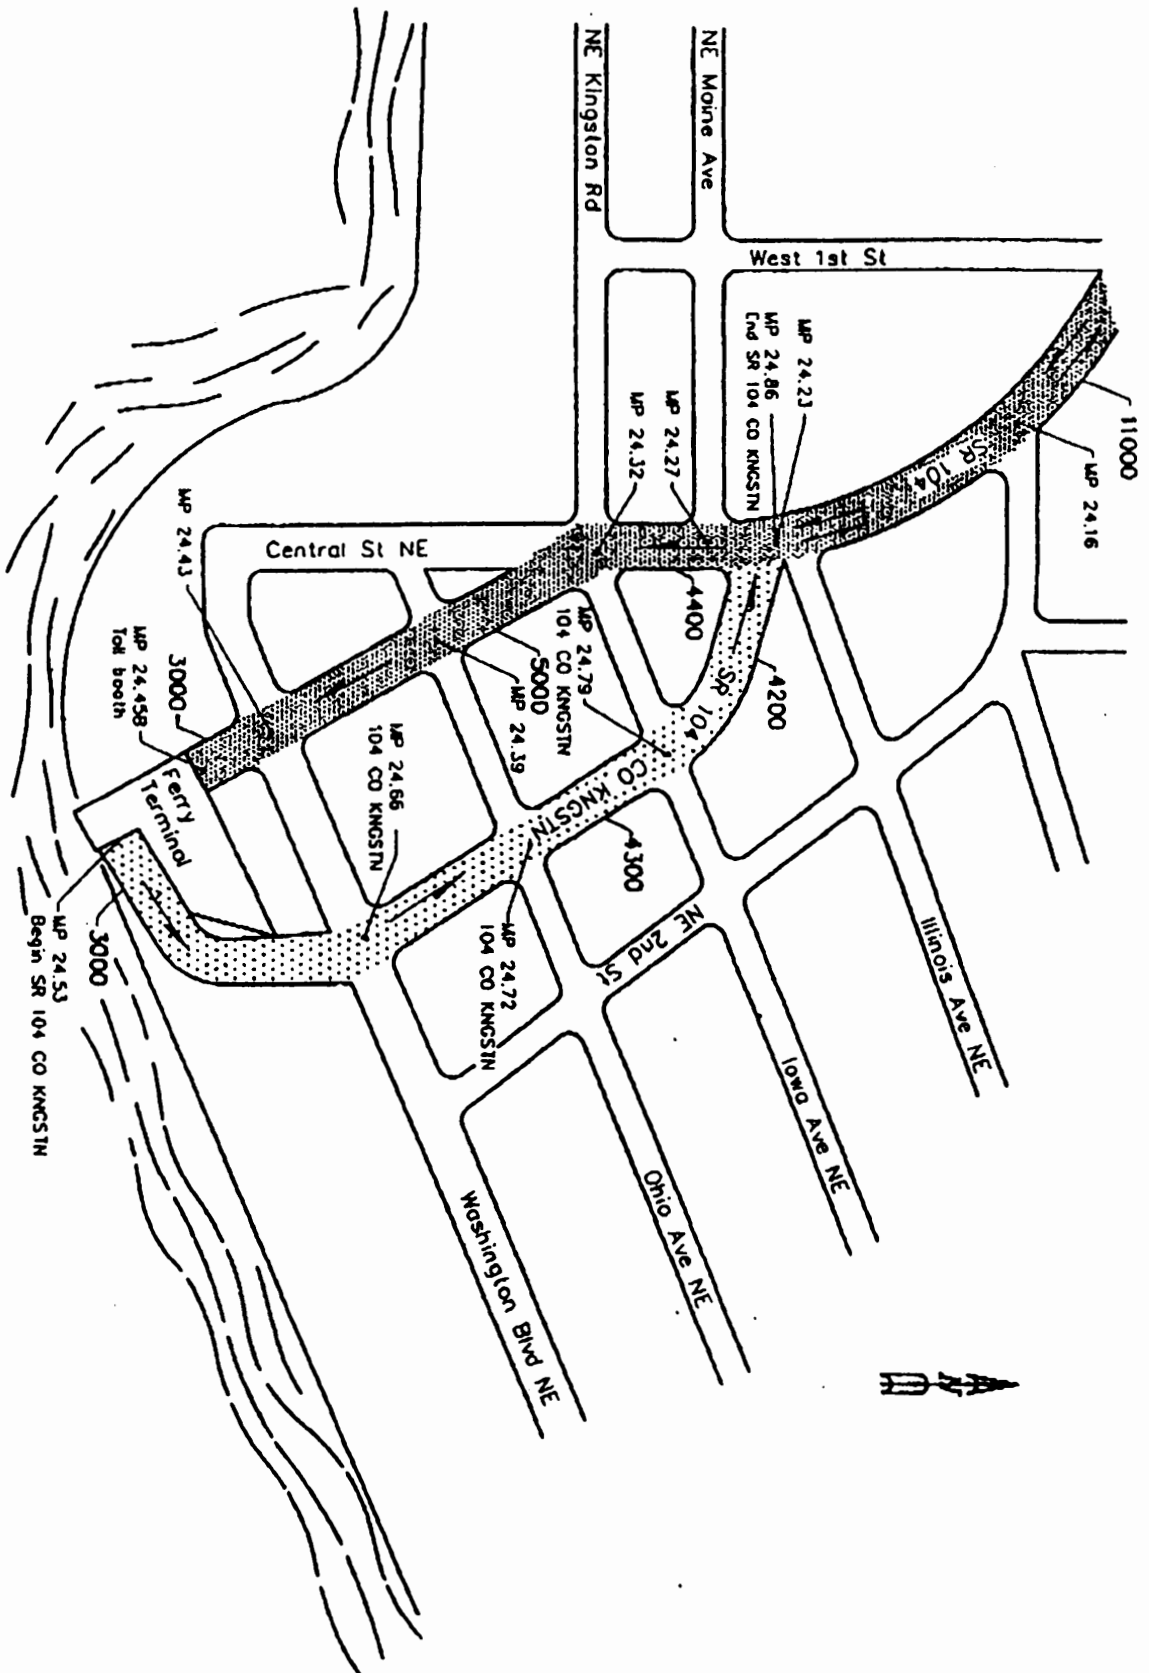 NE Kingston Rd
NE Maine Ave
West 1st St
11000
MP 24.16
SR 104
MP 24.23
MP 24.86
End SR 104 CO KNGSTN
MP 24.27
MP 24.32
Central St NE
4400
4200
SR 104
CO KNGSTN
MP 24.79
104 CO KNGSTN
5000
MP 24.39
4300
MP 24.43
3000
MP 24.458
Toll booth
Ferry
Terminal
MP 24.66
104 CO KNGSTN
MP 24.72
104 CO KNGSTN
NE 2nd St
3000
MP 24.53
Begin SR 104 CO KNGSTN
Illinois Ave NE
Iowa Ave NE
Ohio Ave NE
Washington Blvd NE
N